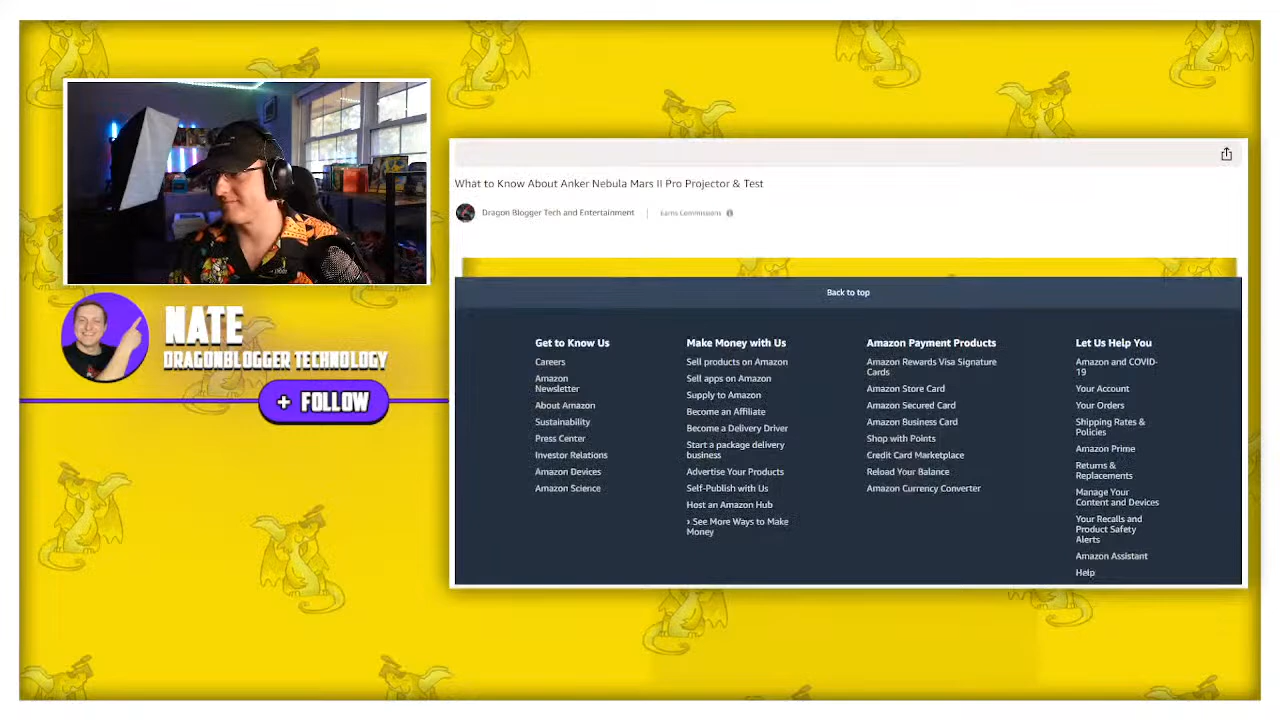 NATE
DRAGONBLOGGER TECHNOLOGY
+ FOLLOW
What to Know About Anker Nebula Mars II Pro Projector & Test
Dragon Blogger Tech and Entertainment | Earns Commissions
Back to top
Get to Know Us
Careers
Amazon
Newsletter
About Amazon
Sustainability
Press Center
Investor Relations
Amazon Devices
Amazon Science
Make Money with Us
Sell products on Amazon
Sell apps on Amazon
Supply to Amazon
Become an Affiliate
Become a Delivery Driver
Start a package delivery
business
Advertise Your Products
Self-Publish with Us
Host an Amazon Hub
› See More Ways to Make
Money
Amazon Payment Products
Amazon Rewards Visa Signature
Cards
Amazon Store Card
Amazon Secured Card
Amazon Business Card
Shop with Points
Credit Card Marketplace
Reload Your Balance
Amazon Currency Converter
Let Us Help You
Amazon and COVID-
19
Your Account
Your Orders
Shipping Rates &
Policies
Amazon Prime
Returns &
Replacements
Manage Your
Content and Devices
Your Recalls and
Product Safety
Alerts
Amazon Assistant
Help